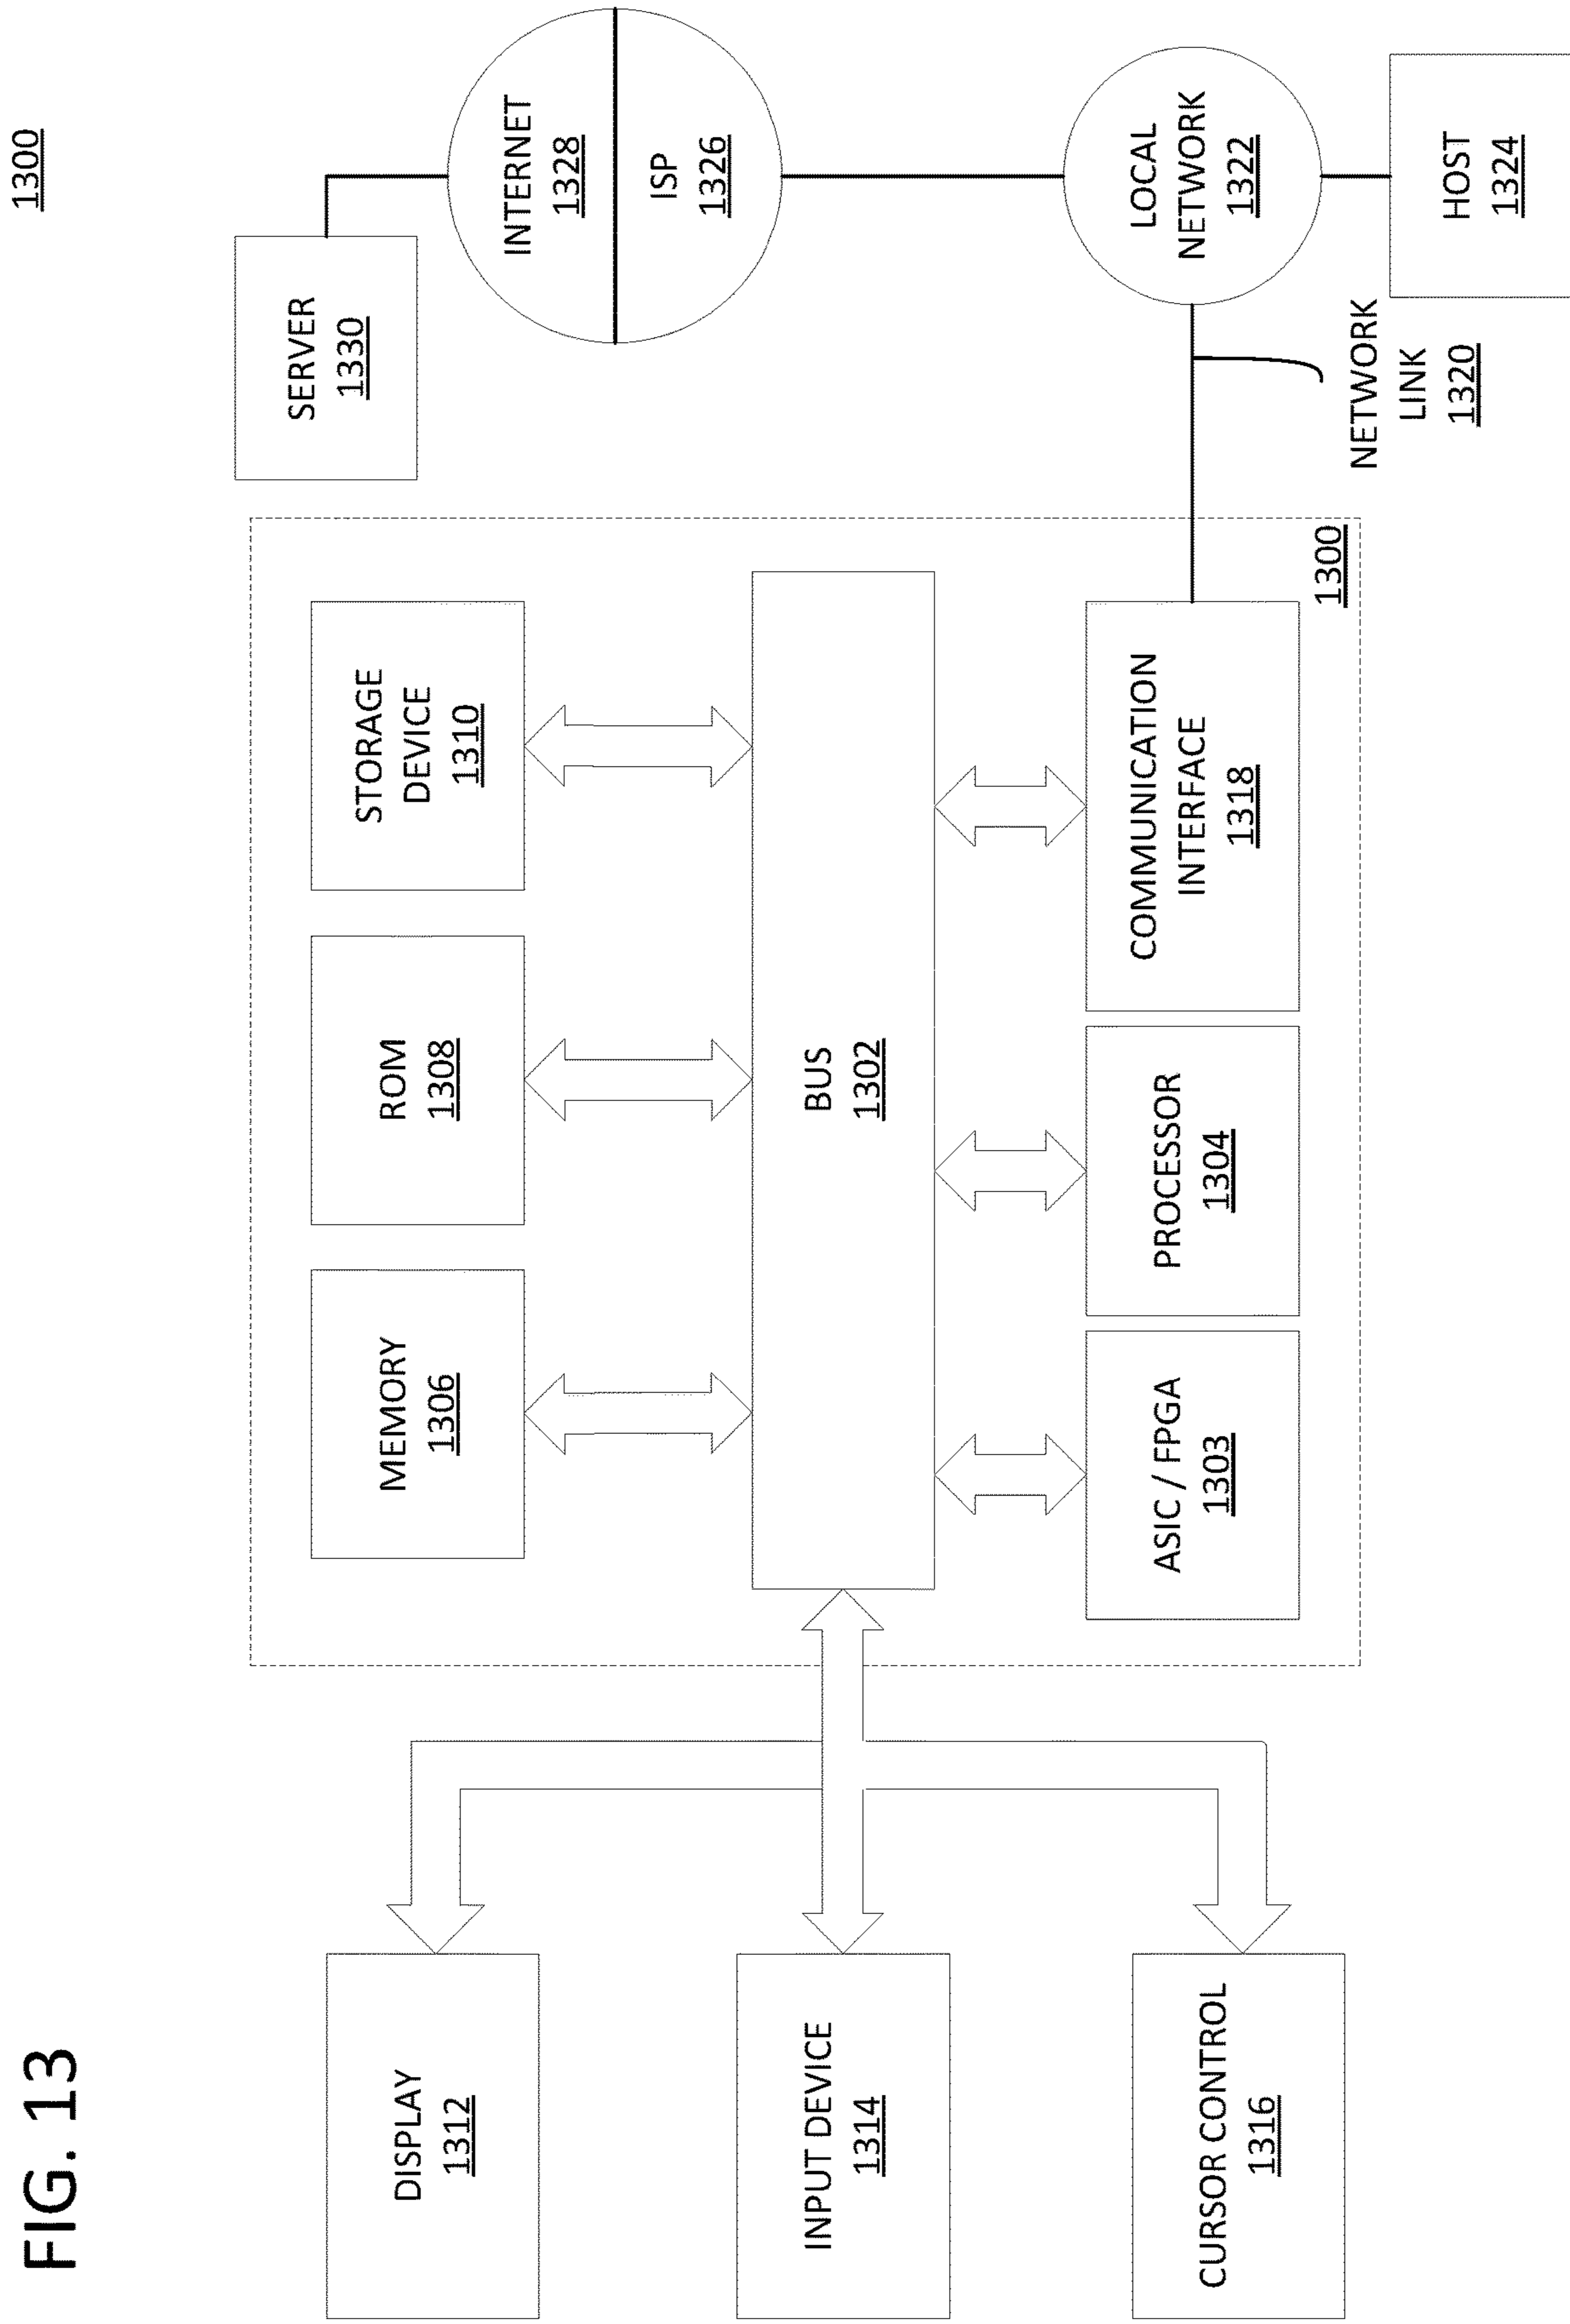 FIG. 13
1300
DISPLAY
1312
INPUT DEVICE
1314
CURSOR CONTROL
1316
MEMORY
1306
ROM
1308
STORAGE
DEVICE
1310
BUS
1302
ASIC / FPGA
1303
PROCESSOR
1304
COMMUNICATION
INTERFACE
1318
1300
SERVER
1330
INTERNET
1328
ISP
1326
LOCAL
NETWORK
1322
NETWORK
LINK
1320
HOST
1324